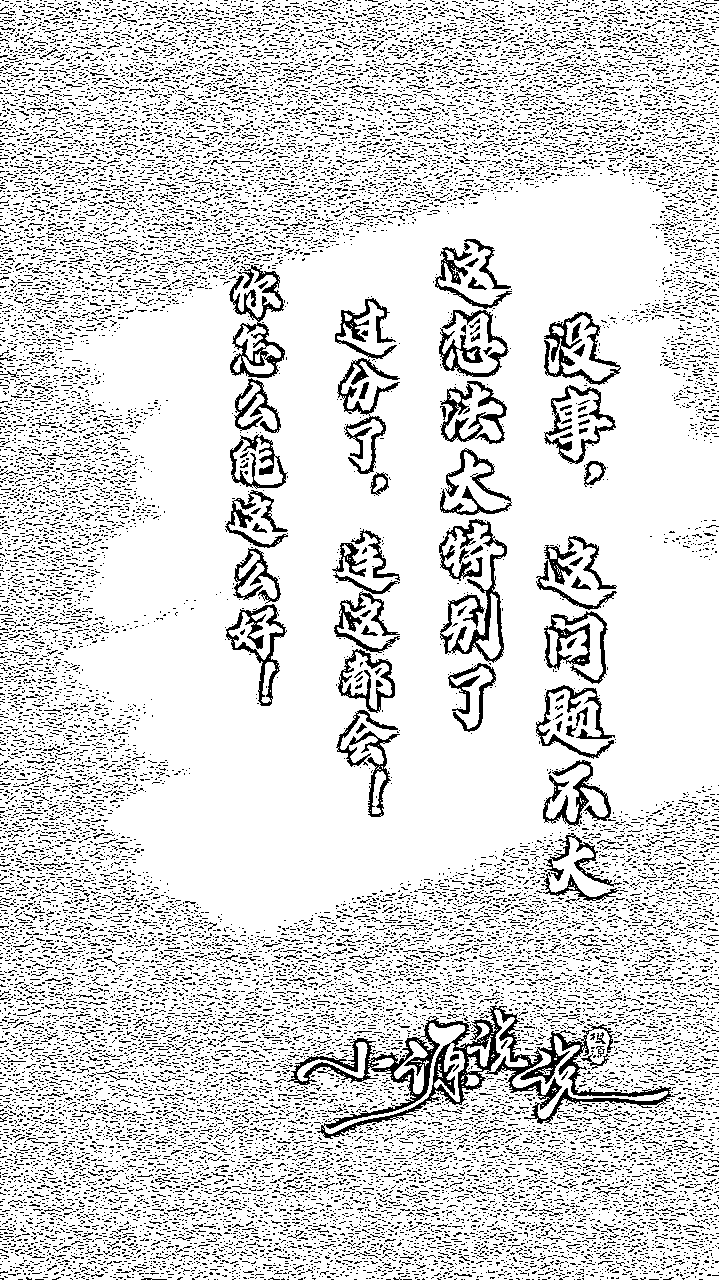 没事，这问题不大
这想法太特别了
过分了，连这都会！
你怎么能这么好！
小源说说